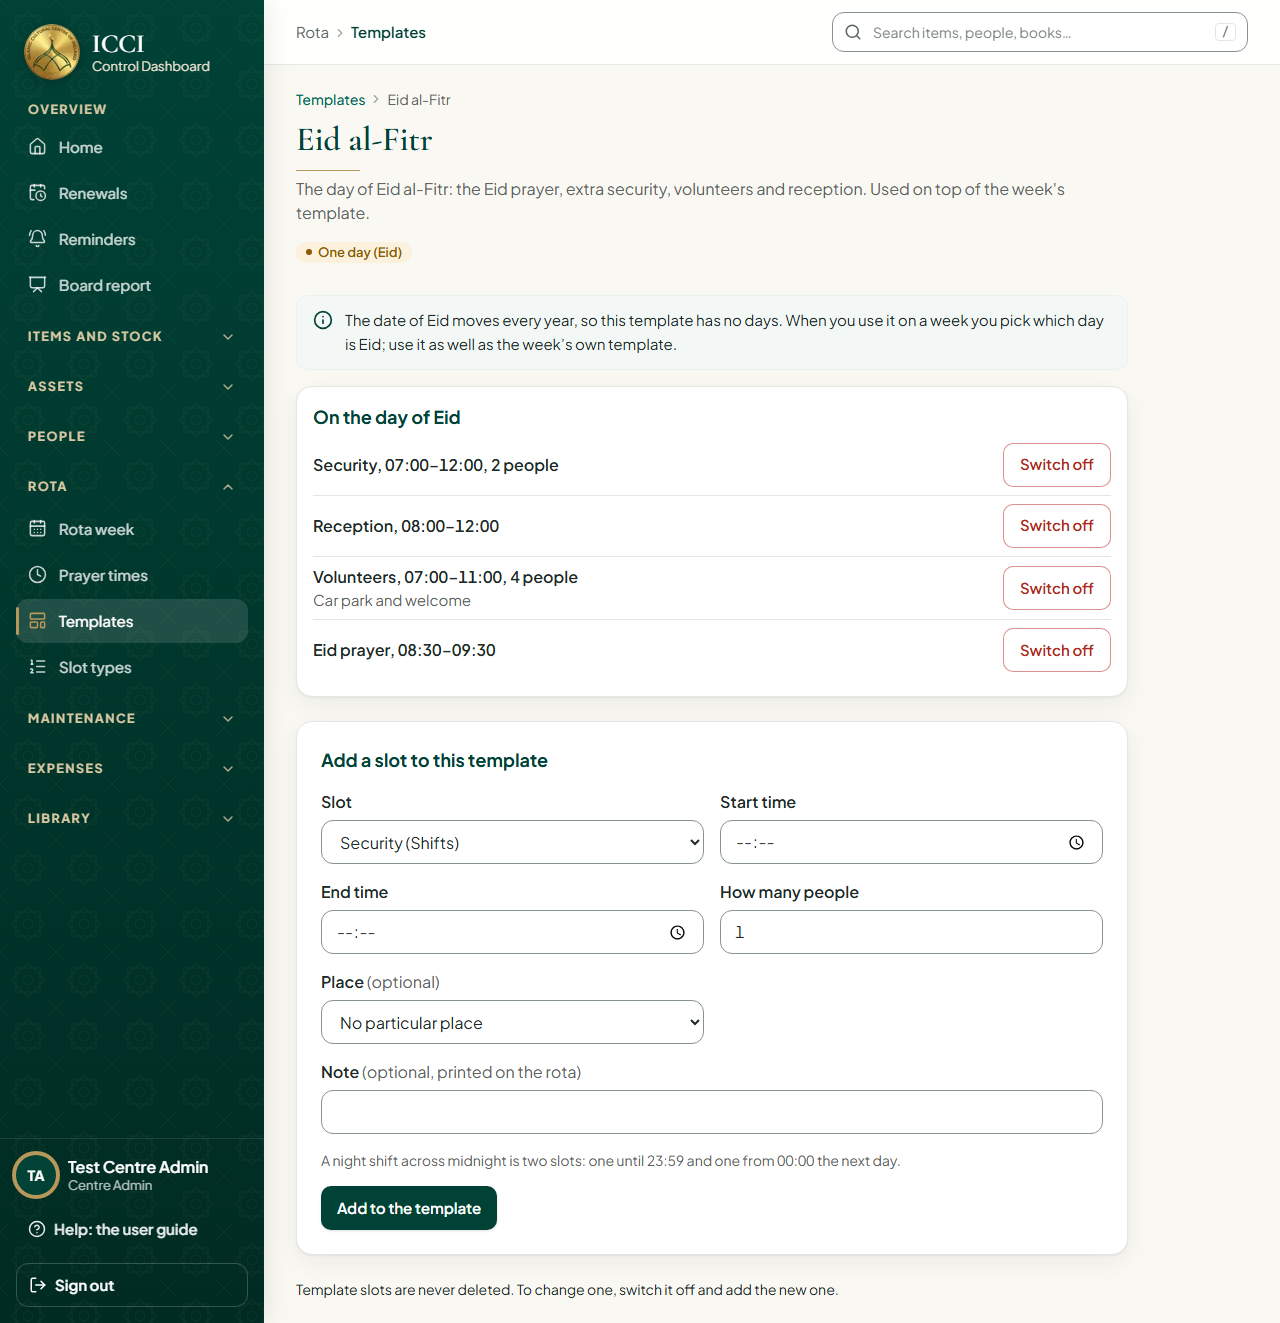 ICCI
Control Dashboard
OVERVIEW
Home
Renewals
Reminders
Board report
ITEMS AND STOCK
ASSETS
PEOPLE
ROTA
Rota week
Prayer times
Templates
Slot types
MAINTENANCE
EXPENSES
LIBRARY
TA
Test Centre Admin
Centre Admin
Help: the user guide
Sign out
Rota > Templates
Search items, people, books…
/
Templates > Eid al-Fitr
Eid al-Fitr
The day of Eid al-Fitr: the Eid prayer, extra security, volunteers and reception. Used on top of the week's
template.
One day (Eid)
The date of Eid moves every year, so this template has no days. When you use it on a week you pick which day
is Eid; use it as well as the week's own template.
On the day of Eid
Security, 07:00–12:00, 2 people
Switch off
Reception, 08:00–12:00
Switch off
Volunteers, 07:00–11:00, 4 people
Car park and welcome
Switch off
Eid prayer, 08:30–09:30
Switch off
Add a slot to this template
Slot
Security (Shifts)
Start time
--:--
End time
--:--
How many people
1
Place (optional)
No particular place
Note (optional, printed on the rota)
A night shift across midnight is two slots: one until 23:59 and one from 00:00 the next day.
Add to the template
Template slots are never deleted. To change one, switch it off and add the new one.